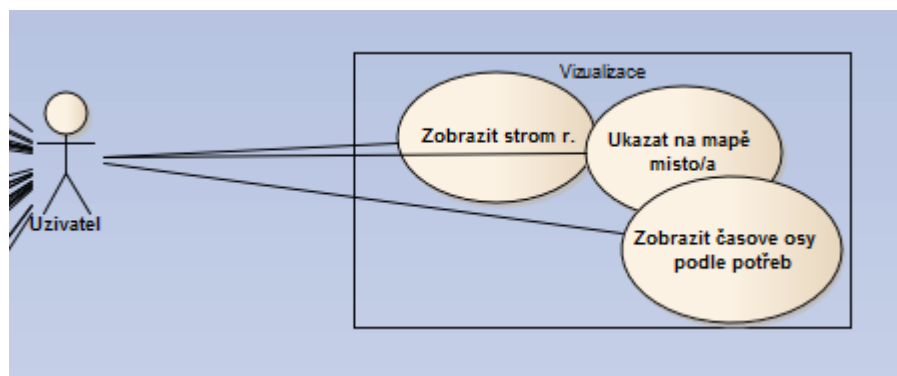 Vizualizace
Zobrazit strom r.
Ukazat na mapě
misto/a
Uzivatel
Zobrazit časove osy
podle potřeb